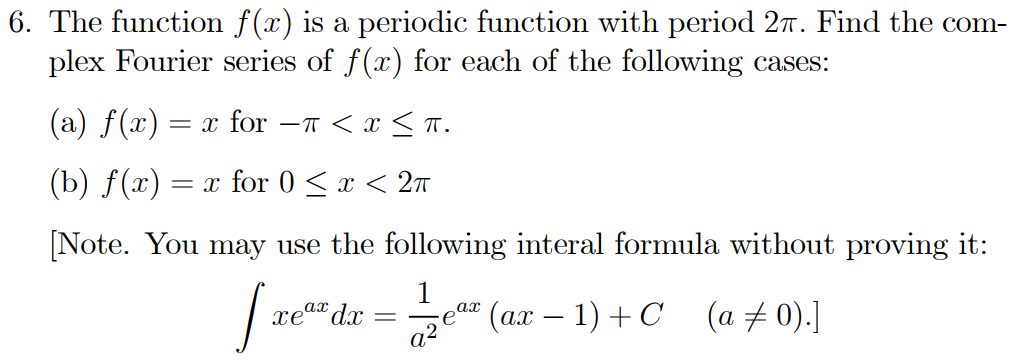 6. The function f(x) is a periodic function with period 2π. Find the com-
plex Fourier series of f(x) for each of the following cases:
(a) f(x) = x for −π < x ≤ π.
(b) f(x) = x for 0 ≤ x < 2π
[Note. You may use the following interal formula without proving it:
∫ xe^{ax} dx = \frac{1}{a^2} e^{ax} (ax − 1) + C (a ≠ 0).]